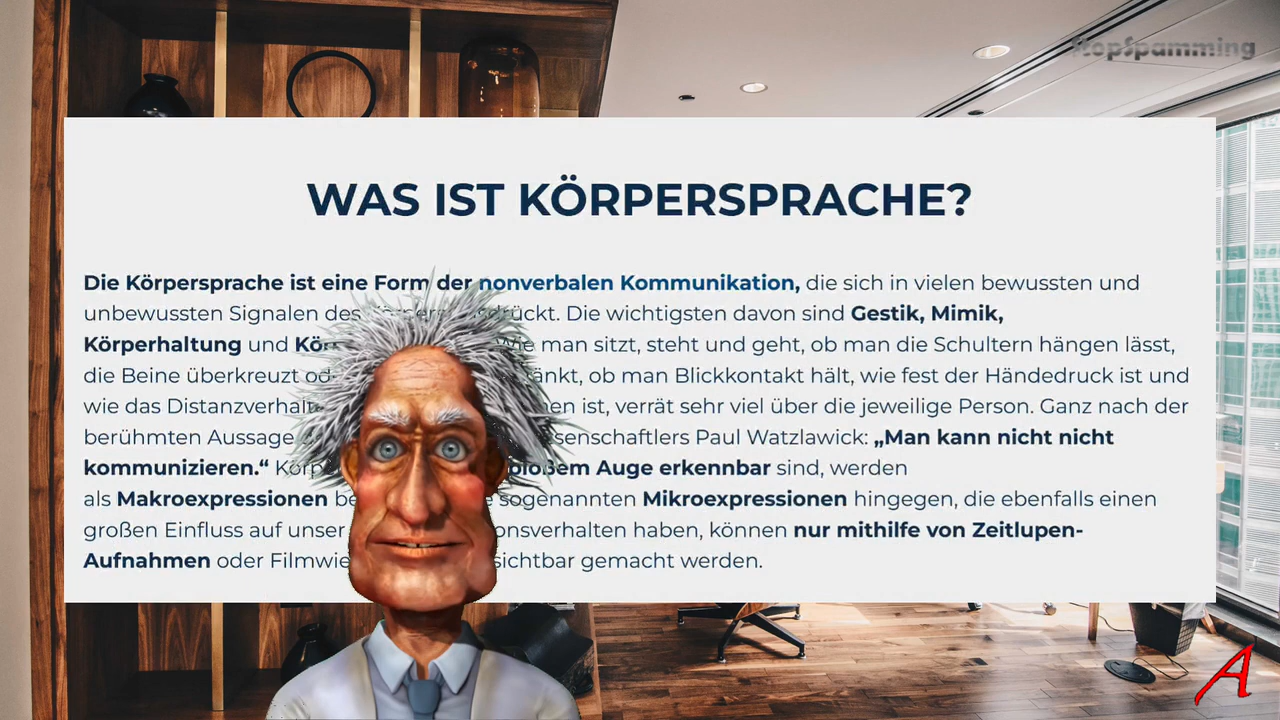 StopSpamming
WAS IST KÖRPERSPRACHE?
Die Körpersprache ist eine Form der nonverbalen Kommunikation, die sich in vielen bewussten und
unbewussten Signalen des ausdrückt. Die wichtigsten davon sind Gestik, Mimik,
Körperhaltung und Wie man sitzt, steht und geht, ob man die Schultern hängen lässt,
die Beine überkreuzt ob man Blickkontakt hält, wie fest der Händedruck ist und
wie das ist, verrät sehr viel über die jeweilige Person. Ganz nach der
berühmten Aussage Paul Watzlawick: „Man kann nicht nicht
kommunizieren.“ bloßem Auge erkennbar sind, werden
als Makroexpressionen sogenannten Mikroexpressionen hingegen, die ebenfalls einen
großen Einfluss auf unser haben, können nur mithilfe von Zeitlupen-
Aufnahmen oder sichtbar gemacht werden.
A